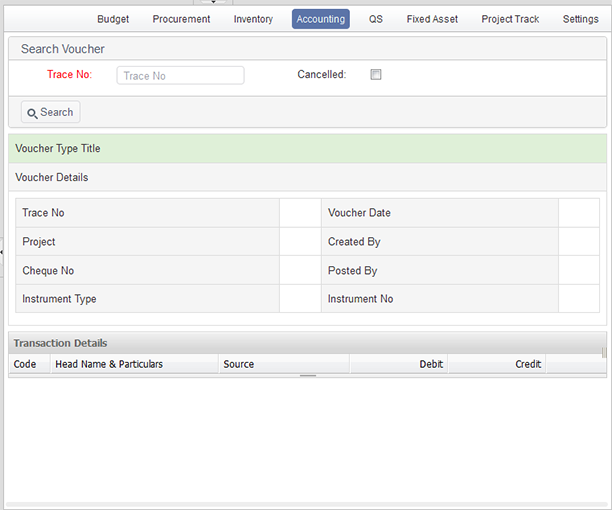 Budget Procurement Inventory Accounting QS Fixed Asset Project Track Settings
Search Voucher
Trace No: Trace No Cancelled:
Search
Voucher Type Title
Voucher Details
Trace No Voucher Date
Project Created By
Cheque No Posted By
Instrument Type Instrument No
Transaction Details
Code Head Name & Particulars Source Debit Credit